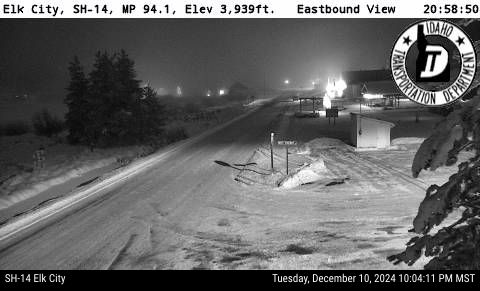 Elk City, SH-14, MP 94.1, Elev 3,939ft. Eastbound View 20:58:50
IDAHO
TRANSPORTATION DEPARTMENT
SH-14 Elk City Tuesday, December 10, 2024 10:04:11 PM MST